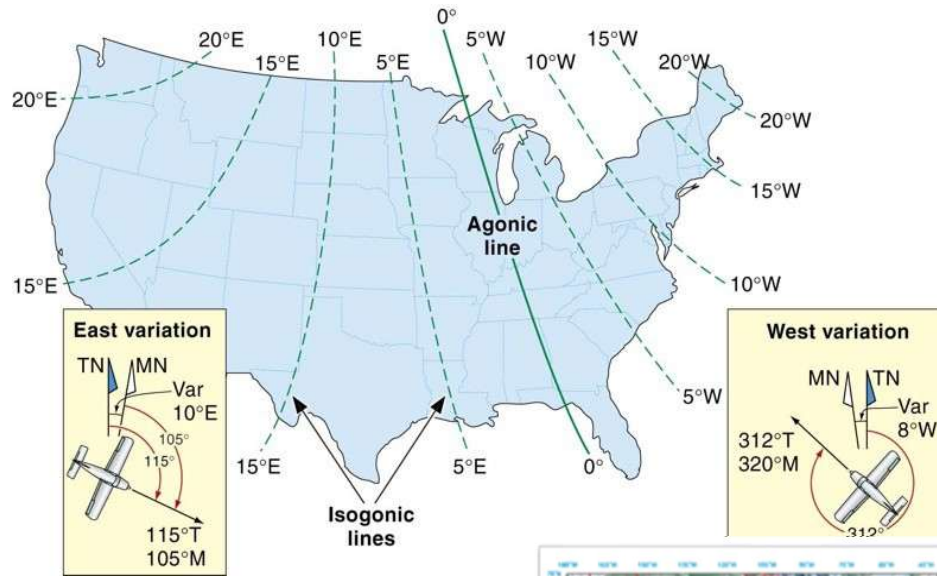 0°
20°E
15°E
10°E
5°E
5°W
10°W
15°W
20°W
20°E
20°W
15°W
Agonic
line
10°W
15°E
East variation
TN
MN
Var
10°E
105°
115°
115°T
105°M
West variation
MN
TN
Var
8°W
312°T
320°M
312°
5°W
15°E
5°E
0°
Isogonic
lines